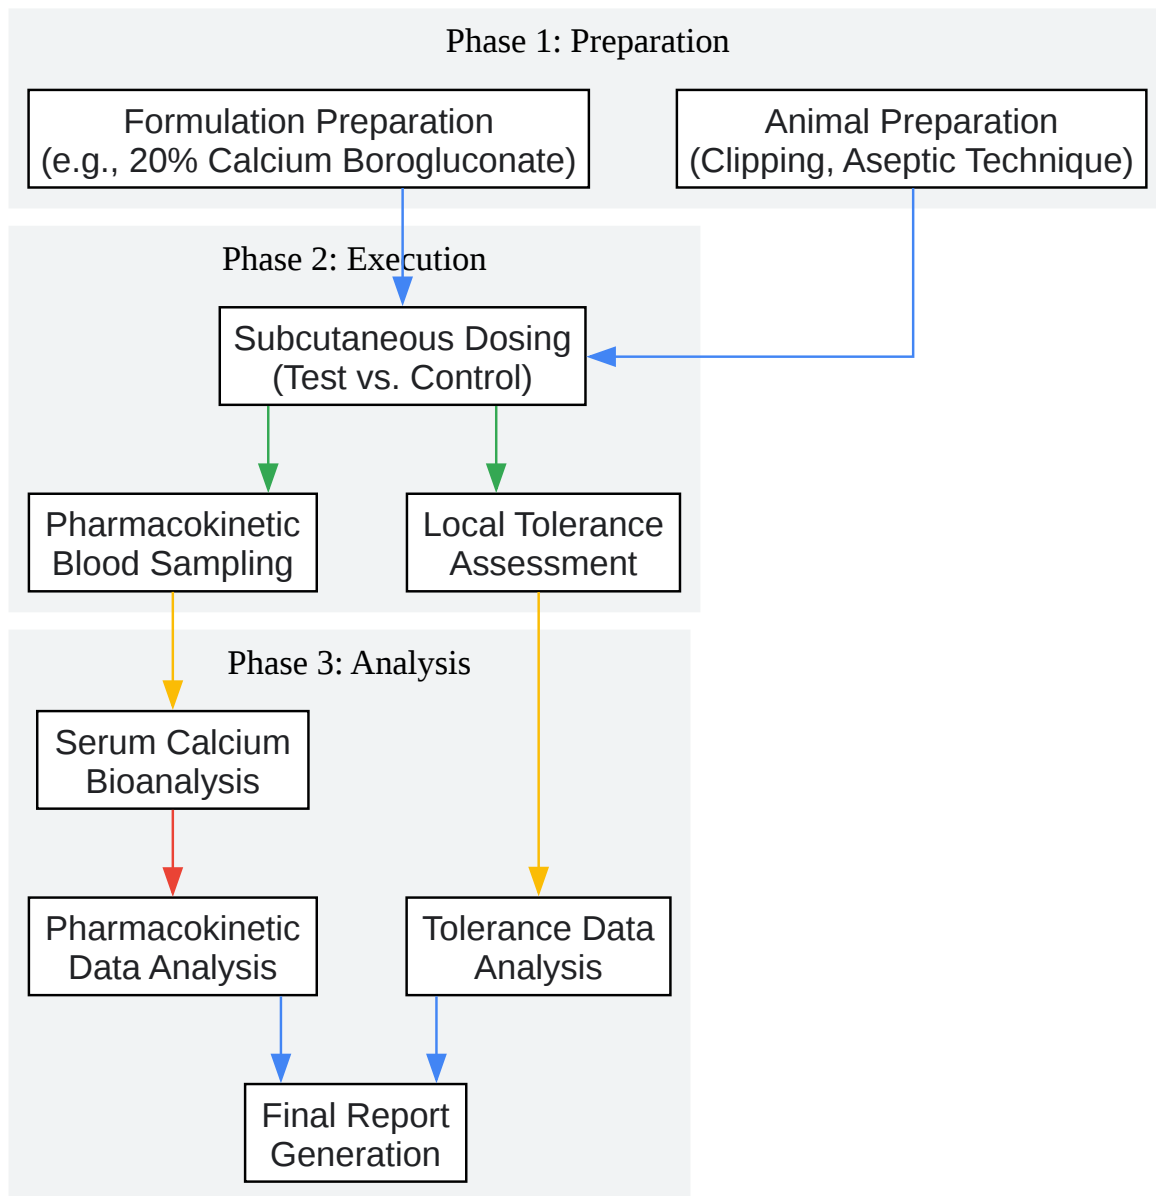 Phase 1: Preparation
Formulation Preparation
(e.g., 20% Calcium Borogluconate)
Animal Preparation
(Clipping, Aseptic Technique)
Phase 2: Execution
Subcutaneous Dosing
(Test vs. Control)
Pharmacokinetic
Blood Sampling
Local Tolerance
Assessment
Phase 3: Analysis
Serum Calcium
Bioanalysis
Pharmacokinetic
Data Analysis
Tolerance Data
Analysis
Final Report
Generation